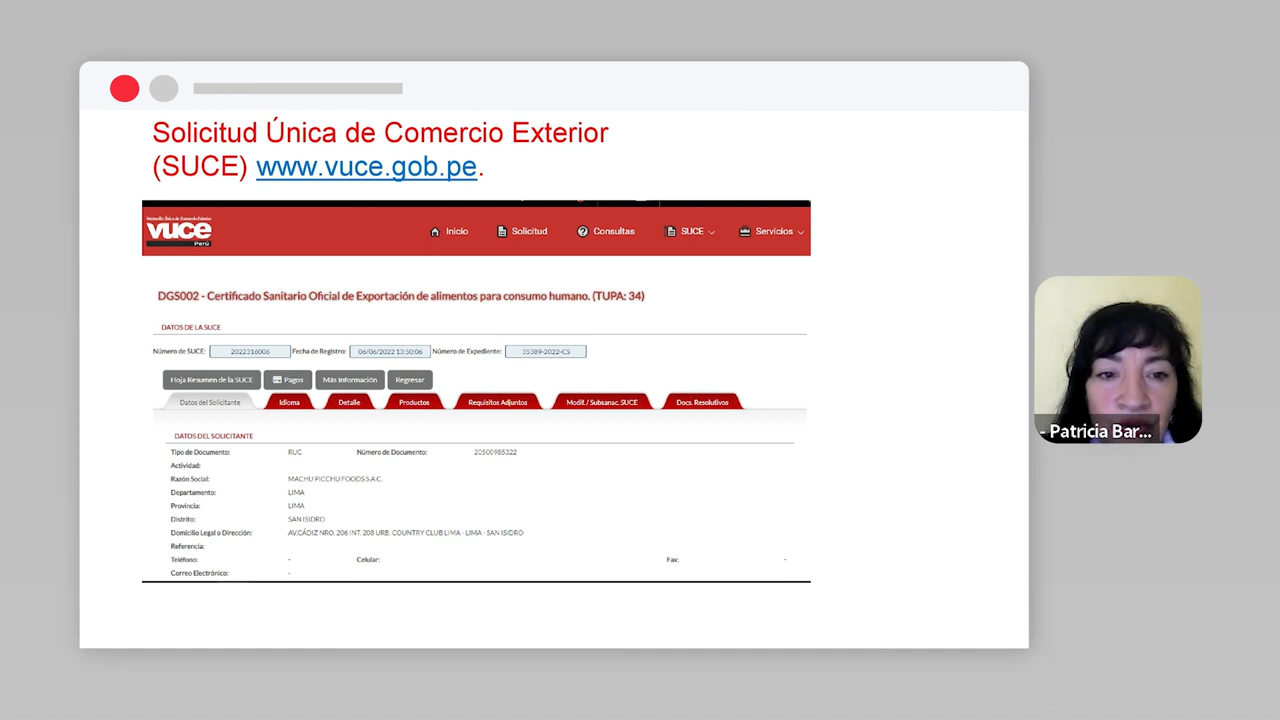 Solicitud Única de Comercio Exterior
(SUCE) www.vuce.gob.pe.
Ventanilla Única de Comercio Exterior
vuce
Perú
Inicio Solicitud Consultas SUCE Servicios
DGS002 - Certificado Sanitario Oficial de Exportación de alimentos para consumo humano. (TUPA: 34)
DATOS DE LA SUCE
Número de SUCE: 2022316006 Fecha de Registro: 06/06/2022 13:50:06 Número de Expediente: 35389-2022-CS
Hoja Resumen de la SUCE Pagos Más Información Regresar
Datos del Solicitante Idioma Detalle Productos Requisitos Adjuntos Modif./ Subsanac.SUCE Docs. Resolutivos
DATOS DEL SOLICITANTE
Tipo de Documento: RUC Número de Documento: 20500985322
Actividad:
Razón Social: MACHU PICCHU FOODS S.A.C.
Departamento: LIMA
Provincia: LIMA
Distrito: SAN ISIDRO
Domicilio Legal o Dirección: AV.CÁDIZ NRO. 206 INT. 208 URB. COUNTRY CLUB LIMA - LIMA - SAN ISIDRO
Referencia:
Teléfono: - Celular: Fax: -
Correo Electrónico: -
- Patricia Bar...